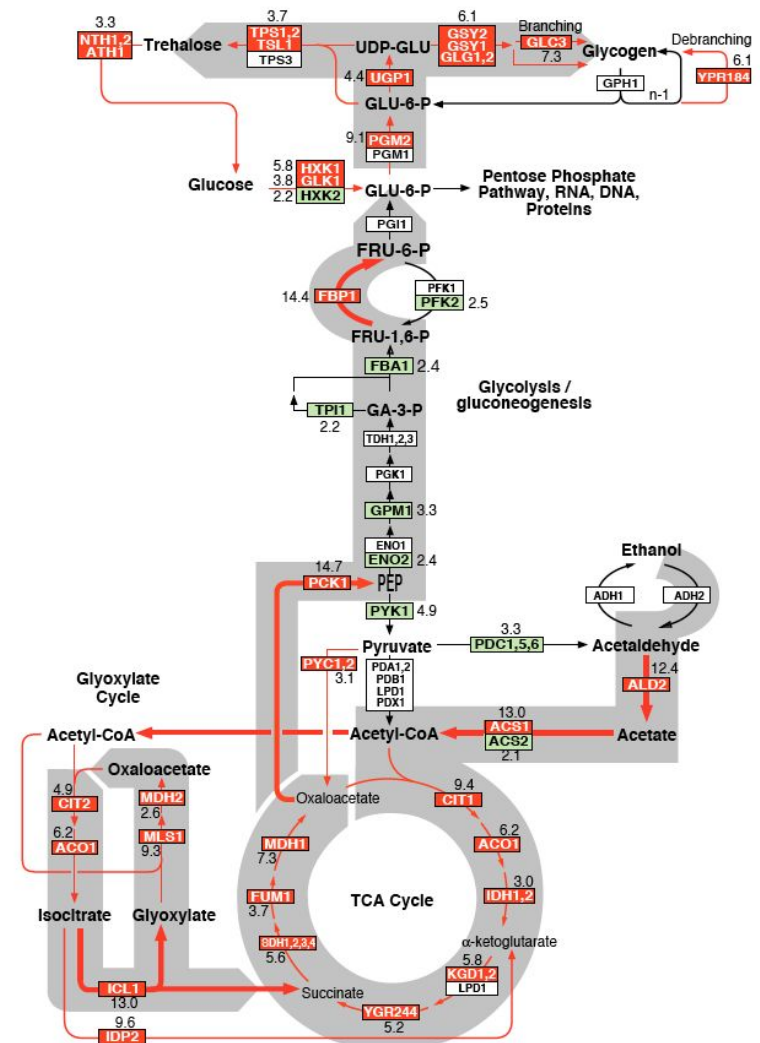 3.3
3.7
6.1
NTH1,2
ATH1
Trehalose
TPS1,2
TSL1
TPS3
UDP-GLU
GSY2
GSY1
GLG1,2
Branching
GLC3
7.3
Glycogen
Debranching
6.1
YPR184
4.4
UGP1
GPH1
n-1
GLU-6-P
9.1
PGM2
PGM1
Glucose
5.8
3.8
2.2
HXK1
GLK1
HXK2
GLU-6-P
Pentose Phosphate
Pathway, RNA, DNA,
Proteins
PGI1
FRU-6-P
14.4
FBP1
PFK1
PFK2
2.5
FRU-1,6-P
FBA1
2.4
Glycolysis /
gluconeogenesis
TPI1
2.2
GA-3-P
TDH1,2,3
PGK1
GPM1
3.3
ENO1
ENO2
2.4
Ethanol
14.7
PCK1
PEP
ADH1
ADH2
PYK1
4.9
Pyruvate
3.3
PDC1,5,6
Acetaldehyde
PYC1,2
3.1
PDA1,2
PDB1
LPD1
PDX1
12.4
ALD2
Glyoxylate
Cycle
Acetyl-CoA
Acetyl-CoA
13.0
ACS1
ACS2
2.1
Acetate
Oxaloacetate
4.9
CIT2
MDH2
2.6
Oxaloacetate
9.4
CIT1
6.2
ACO1
MLS1
9.3
MDH1
7.3
6.2
ACO1
Isocitrate
Glyoxylate
FUM1
3.7
TCA Cycle
3.0
IDH1,2
SDH1,2,3,4
5.6
α-ketoglutarate
5.8
KGD1,2
LPD1
ICL1
13.0
Succinate
YGR244
5.2
9.6
IDP2